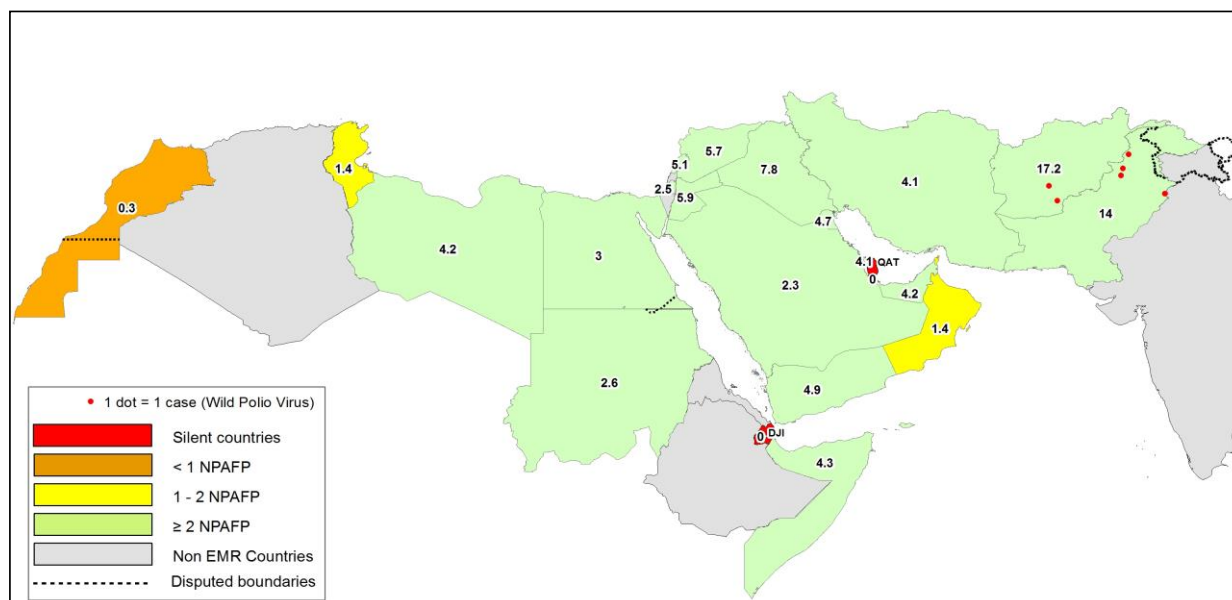 1.4
0.3
5.7
5.1
7.8
2.5
5.9
4.1
17.2
14
4.7
4.2
3
4.1 QAT
0
2.3
4.2
1.4
2.6
4.9
0 DJI
4.3
1 dot = 1 case (Wild Polio Virus)
Silent countries
< 1 NPAFP
1 - 2 NPAFP
≥ 2 NPAFP
Non EMR Countries
Disputed boundaries